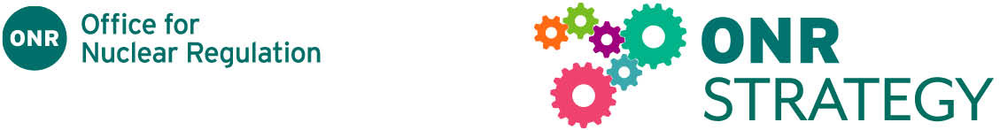 ONR
Office for
Nuclear Regulation
ONR
STRATEGY